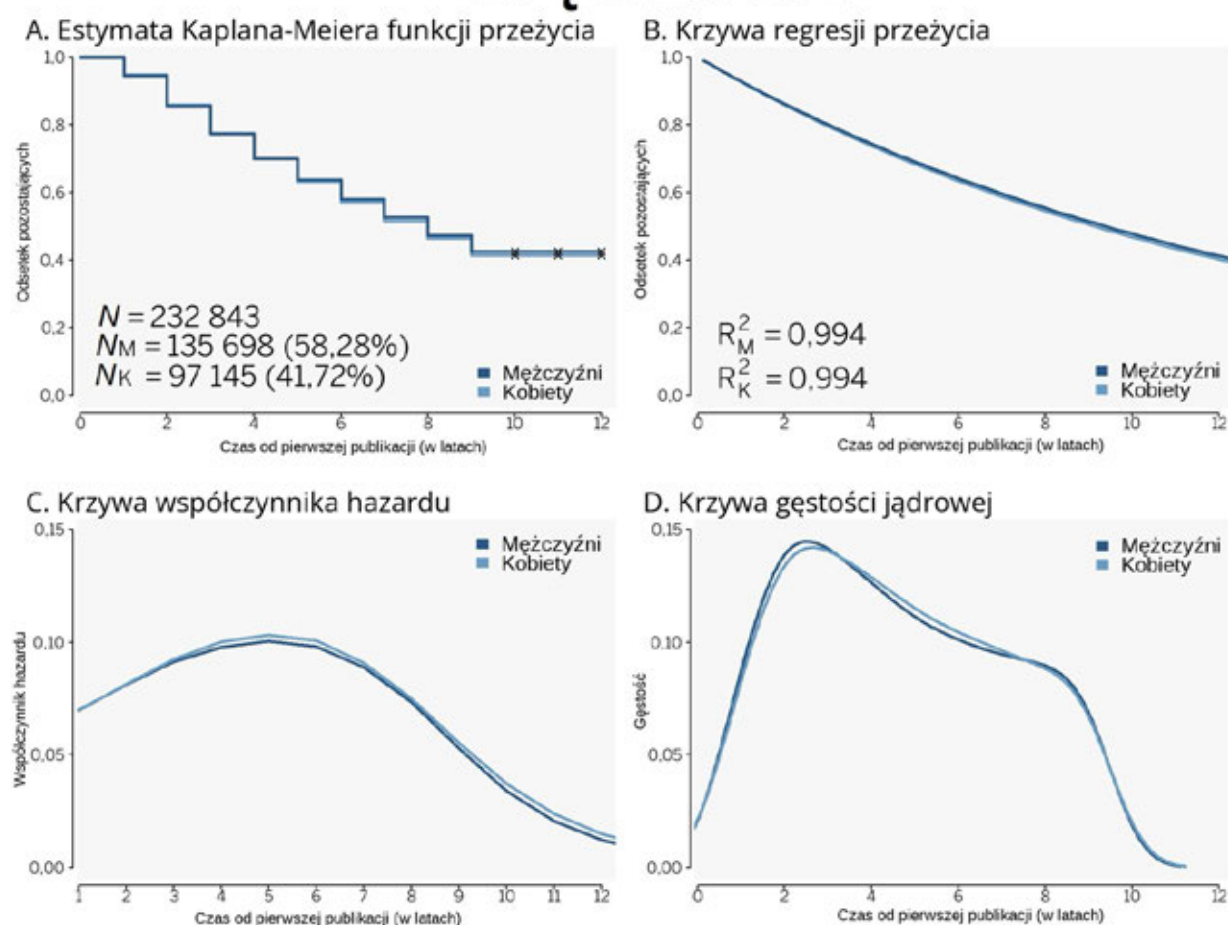 A. Estymata Kaplana-Meiera funkcji przeżycia
Odsetek pozostających
1,0
0,8
0,6
0,4
0,2
0,0
N = 232 843
NM = 135 698 (58,28%)
NK = 97 145 (41,72%)
Mężczyźni
Kobiety
0 2 4 6 8 10 12
Czas od pierwszej publikacji (w latach)
B. Krzywa regresji przeżycia
Odsetek pozostających
1,0
0,8
0,6
0,4
0,2
0,0
R2M = 0,994
R2K = 0,994
Mężczyźni
Kobiety
0 2 4 6 8 10 12
Czas od pierwszej publikacji (w latach)
C. Krzywa współczynnika hazardu
Współczynnik hazardu
0,15
0,10
0,05
0,00
Mężczyźni
Kobiety
1 2 3 4 5 6 7 8 9 10 11 12
Czas od pierwszej publikacji (w latach)
D. Krzywa gęstości jądrowej
Gęstość
0,15
0,10
0,05
0,00
Mężczyźni
Kobiety
0 2 4 6 8 10 12
Czas od pierwszej publikacji (w latach)